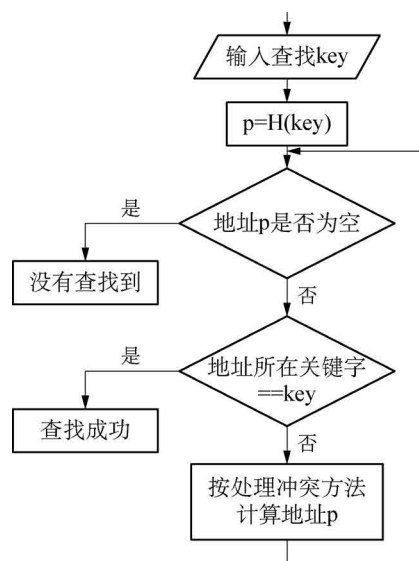 输入查找key
p=H(key)
是
地址p是否为空
没有查找到
否
是
地址所在关键字
==key
查找成功
否
按处理冲突方法
计算地址p